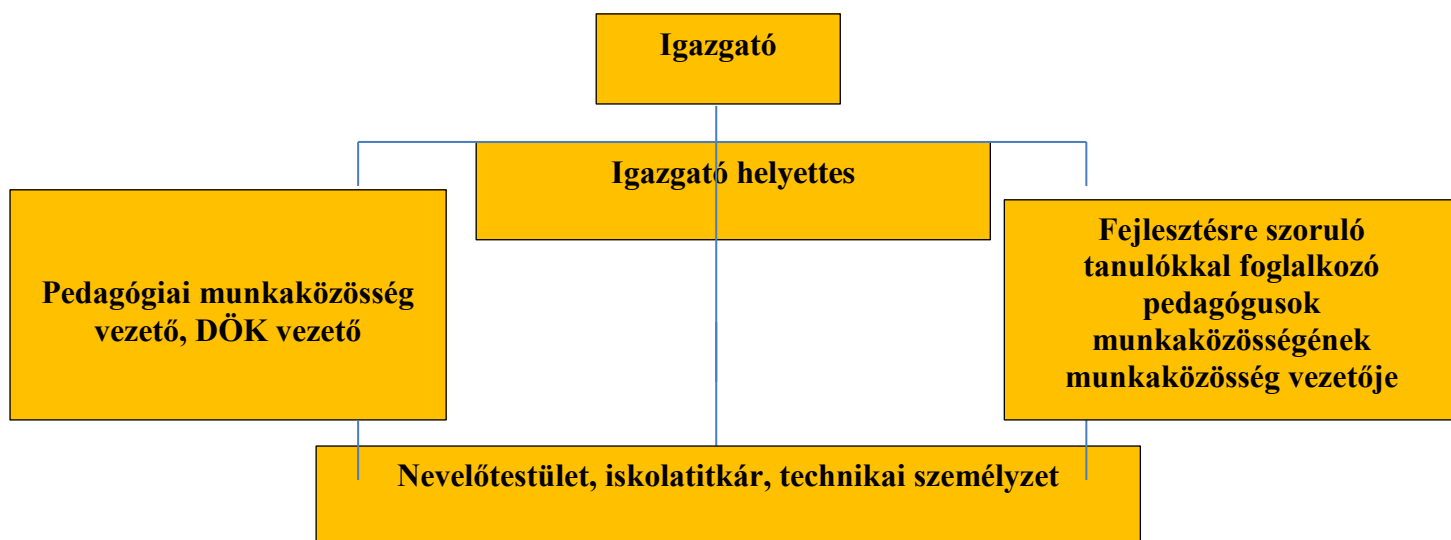 Igazgató
Igazgató helyettes
Pedagógiai munkaközösség
vezető, DÖK vezető
Fejlesztésre szoruló
tanulókkal foglalkozó
pedagógusok
munkaközösségének
munkaközösség vezetője
Nevelőtestület, iskolatitkár, technikai személyzet